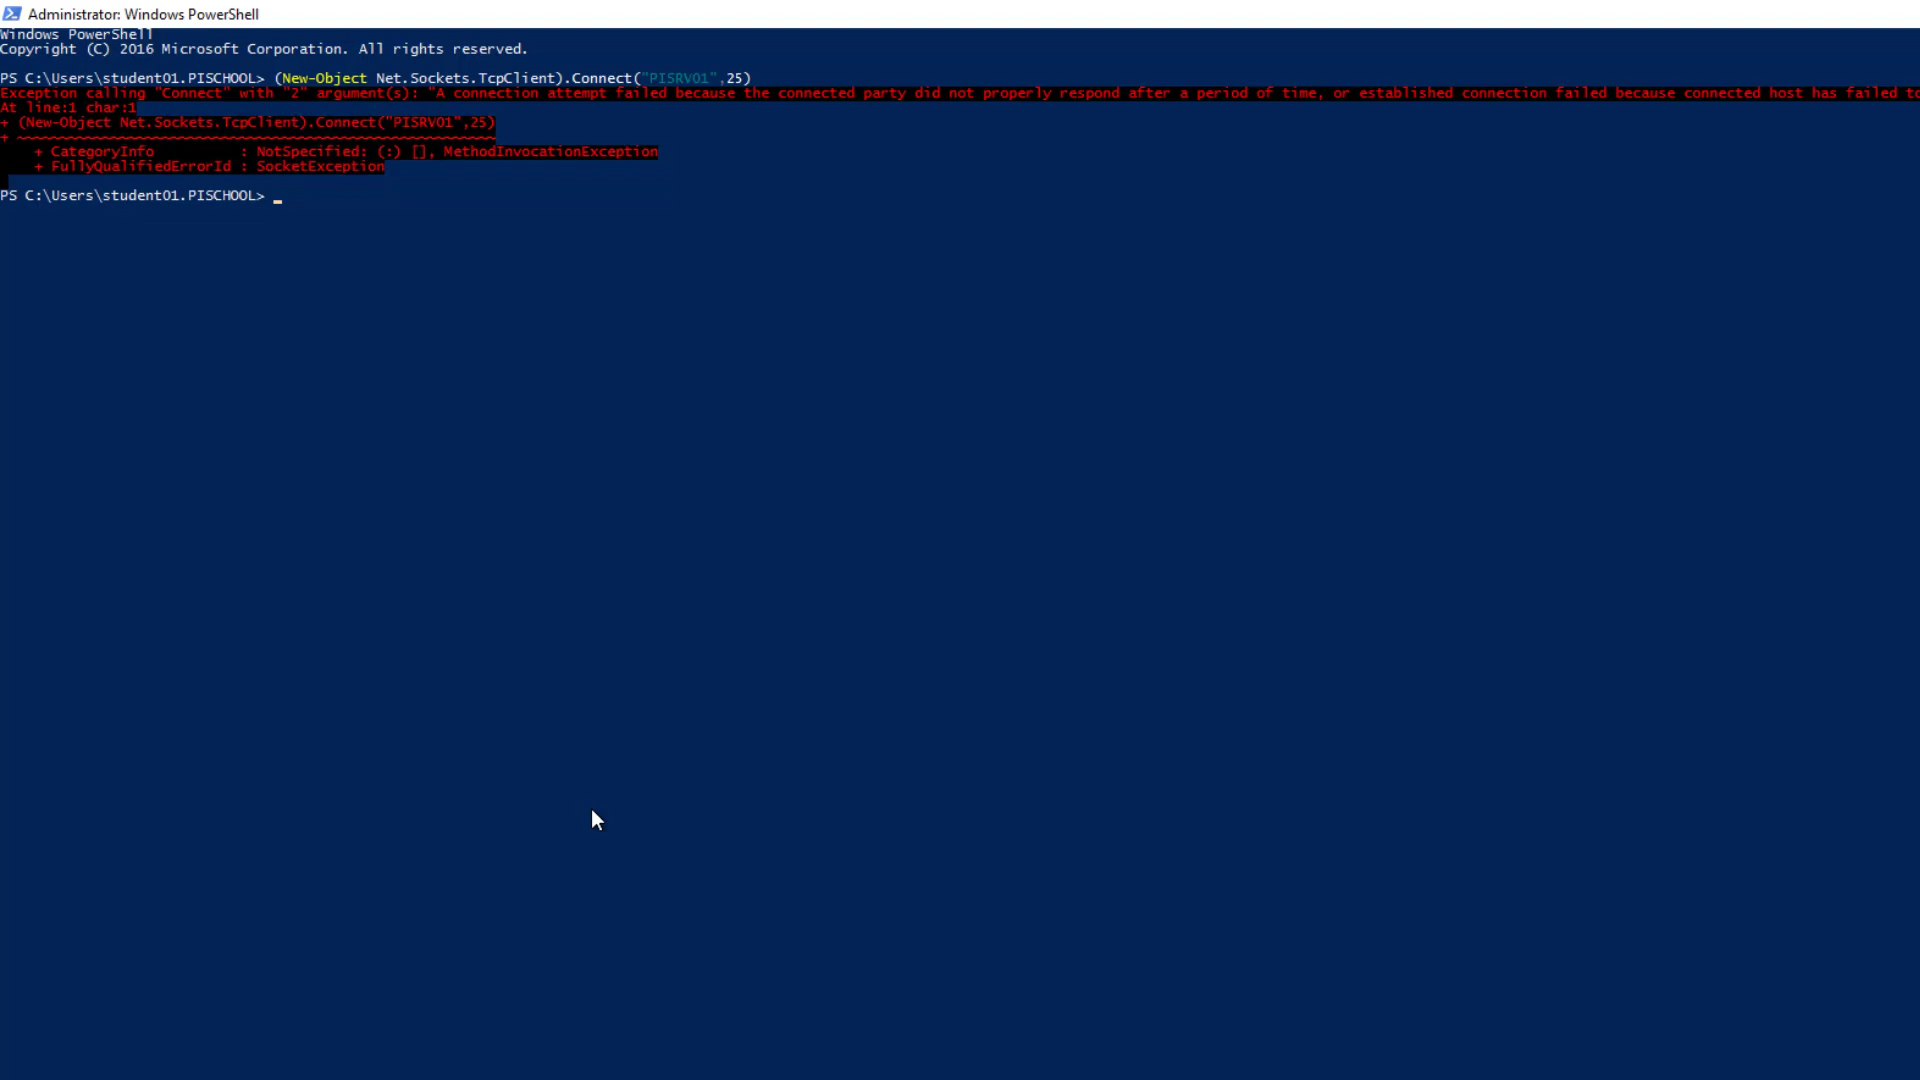 Administrator: Windows PowerShell
Windows PowerShell
Copyright (C) 2016 Microsoft Corporation. All rights reserved.
PS C:\Users\student01.PISCHOOL> (New-Object Net.Sockets.TcpClient).Connect("PISRV01",25)
Exception calling "Connect" with "2" argument(s): "A connection attempt failed because the connected party did not properly respond after a period of time, or established connection failed because connected host has failed to
At line:1 char:1
+ (New-Object Net.Sockets.TcpClient).Connect("PISRV01",25)
+ ~~~~~~~~~~~~~~~~~~~~~~~~~~~~~~~~~~~~~~~~~~~~~~~~~~~~~~~~
    + CategoryInfo          : NotSpecified: (:) [], MethodInvocationException
    + FullyQualifiedErrorId : SocketException
PS C:\Users\student01.PISCHOOL> _